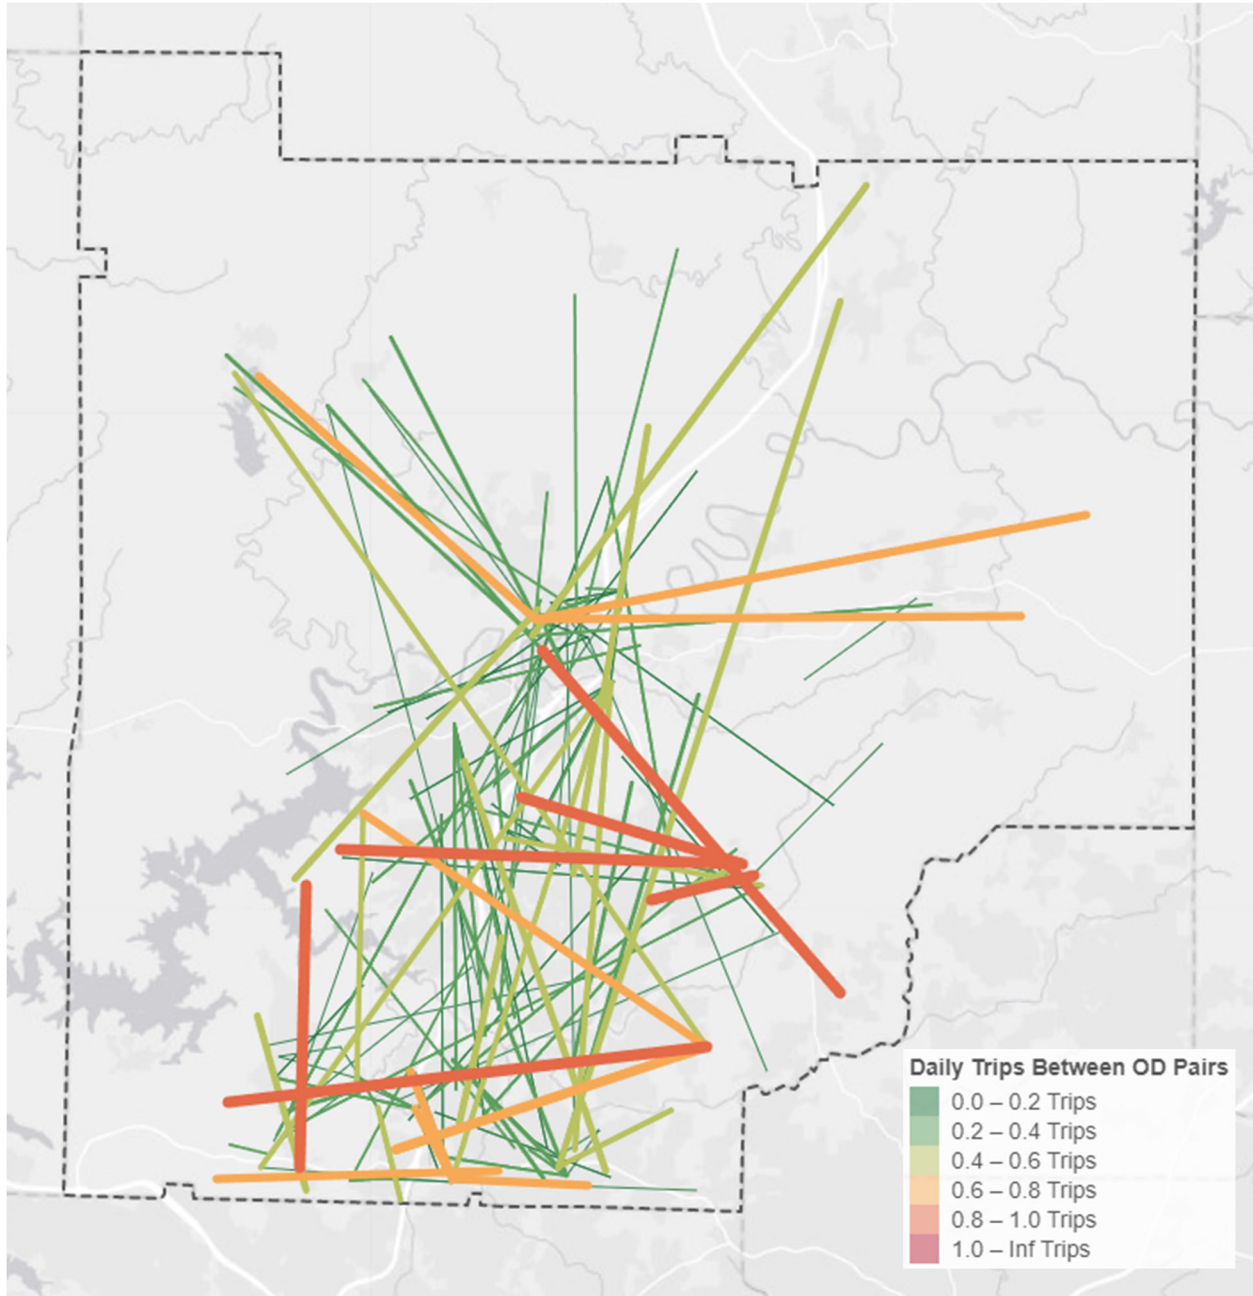 Daily Trips Between OD Pairs
0.0 – 0.2 Trips
0.2 – 0.4 Trips
0.4 – 0.6 Trips
0.6 – 0.8 Trips
0.8 – 1.0 Trips
1.0 – Inf Trips